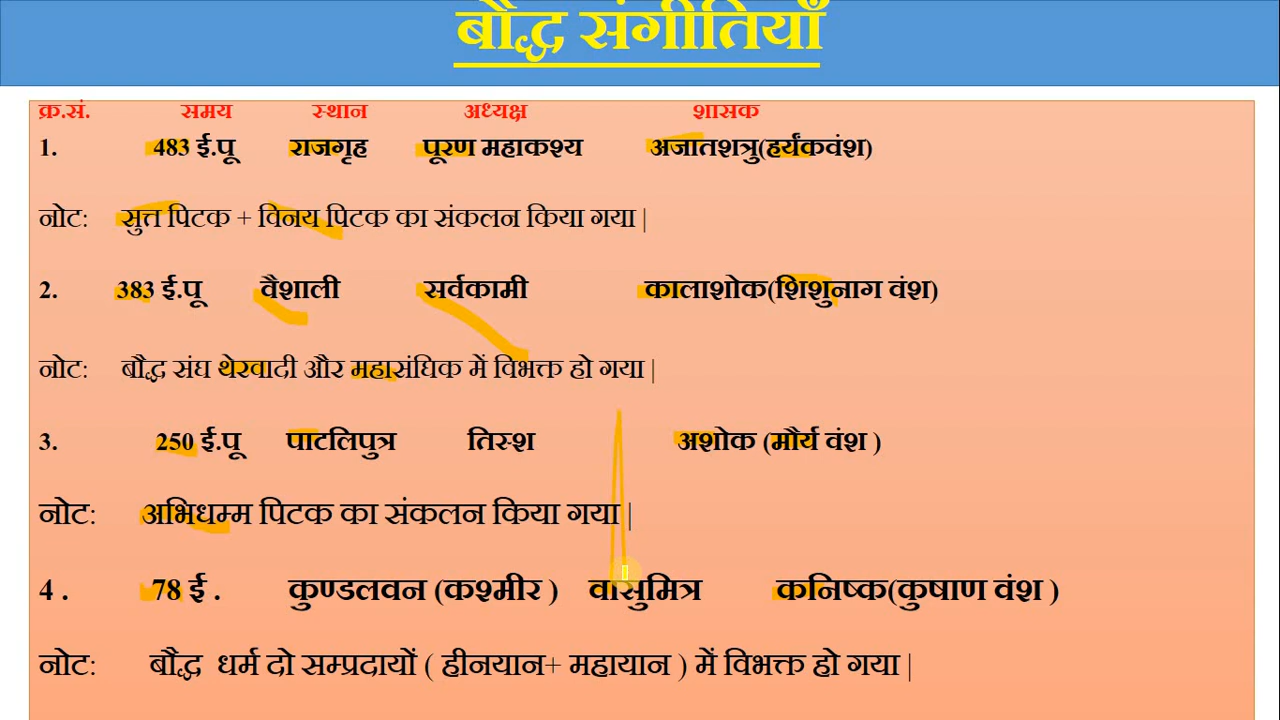 बौद्ध संगीतियाँ
क्र.सं. समय स्थान अध्यक्ष शासक
1. 483 ई.पू राजगृह पूरण महाकश्य अजातशत्रु(हर्यंकवंश)
नोट: सुत्त पिटक + विनय पिटक का संकलन किया गया |
2. 383 ई.पू वैशाली सर्वकामी कालाशोक(शिशुनाग वंश)
नोट: बौद्ध संघ थेरवादी और महासंघिक में विभक्त हो गया |
3. 250 ई.पू पाटलिपुत्र तिस्श अशोक (मौर्य वंश )
नोट: अभिधम्म पिटक का संकलन किया गया |
4 . 78 ई . कुण्डलवन (कश्मीर ) वासुमित्र कनिष्क(कुषाण वंश )
नोट: बौद्ध धर्म दो सम्प्रदायों ( हीनयान+ महायान ) में विभक्त हो गया |